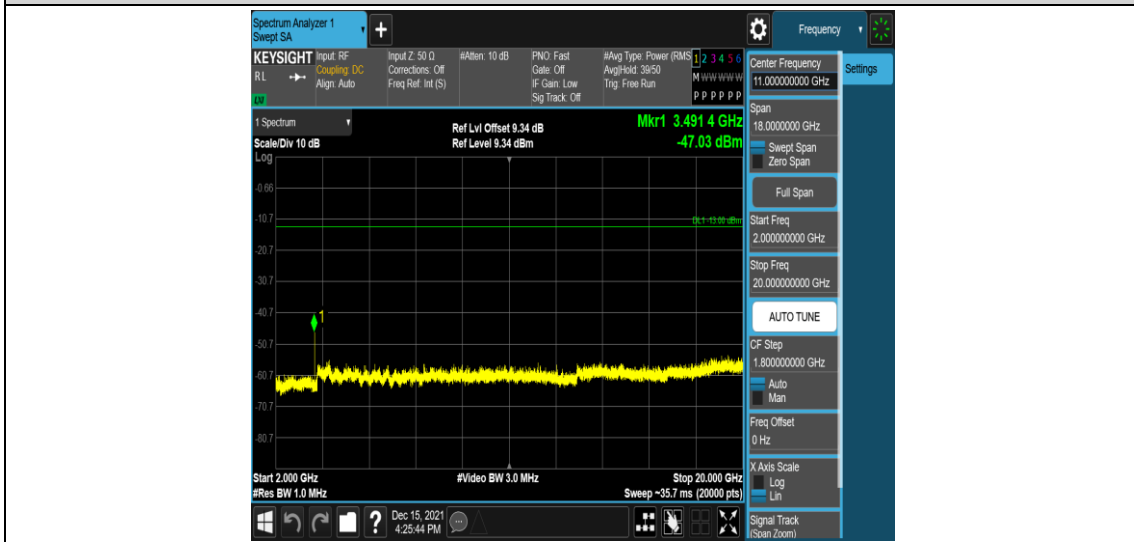 Spectrum Analyzer 1
Swept SA
Frequency
KEYSIGHT
RL
LXI
Input: RF
Coupling: DC
Align: Auto
Input Z: 50 Ω
Corrections: Off
Freq Ref: Int (S)
#Atten: 10 dB
PNO: Fast
Gate: Off
IF Gain: Low
Sig Track: Off
#Avg Type: Power (RMS
Avg|Hold: 39/50
Trig: Free Run
1 2 3 4 5 6
M W W W W W
P P P P P P
1 Spectrum
Scale/Div 10 dB
Log
Ref Lvl Offset 9.34 dB
Ref Level 9.34 dBm
Mkr1 3.491 4 GHz
-47.03 dBm
-0.66
-10.7
DL1 -13.00 dBm
-20.7
-30.7
-40.7
1
-50.7
-60.7
-70.7
-80.7
Start 2.000 GHz
#Res BW 1.0 MHz
#Video BW 3.0 MHz
Stop 20.000 GHz
Sweep ~35.7 ms (20000 pts)
?
Dec 15, 2021
4:25:44 PM
Settings
Center Frequency
11.000000000 GHz
Span
18.0000000 GHz
Swept Span
Zero Span
Full Span
Start Freq
2.000000000 GHz
Stop Freq
20.000000000 GHz
AUTO TUNE
CF Step
1.800000000 GHz
Auto
Man
Freq Offset
0 Hz
X Axis Scale
Log
Lin
Signal Track
(Span Zoom)